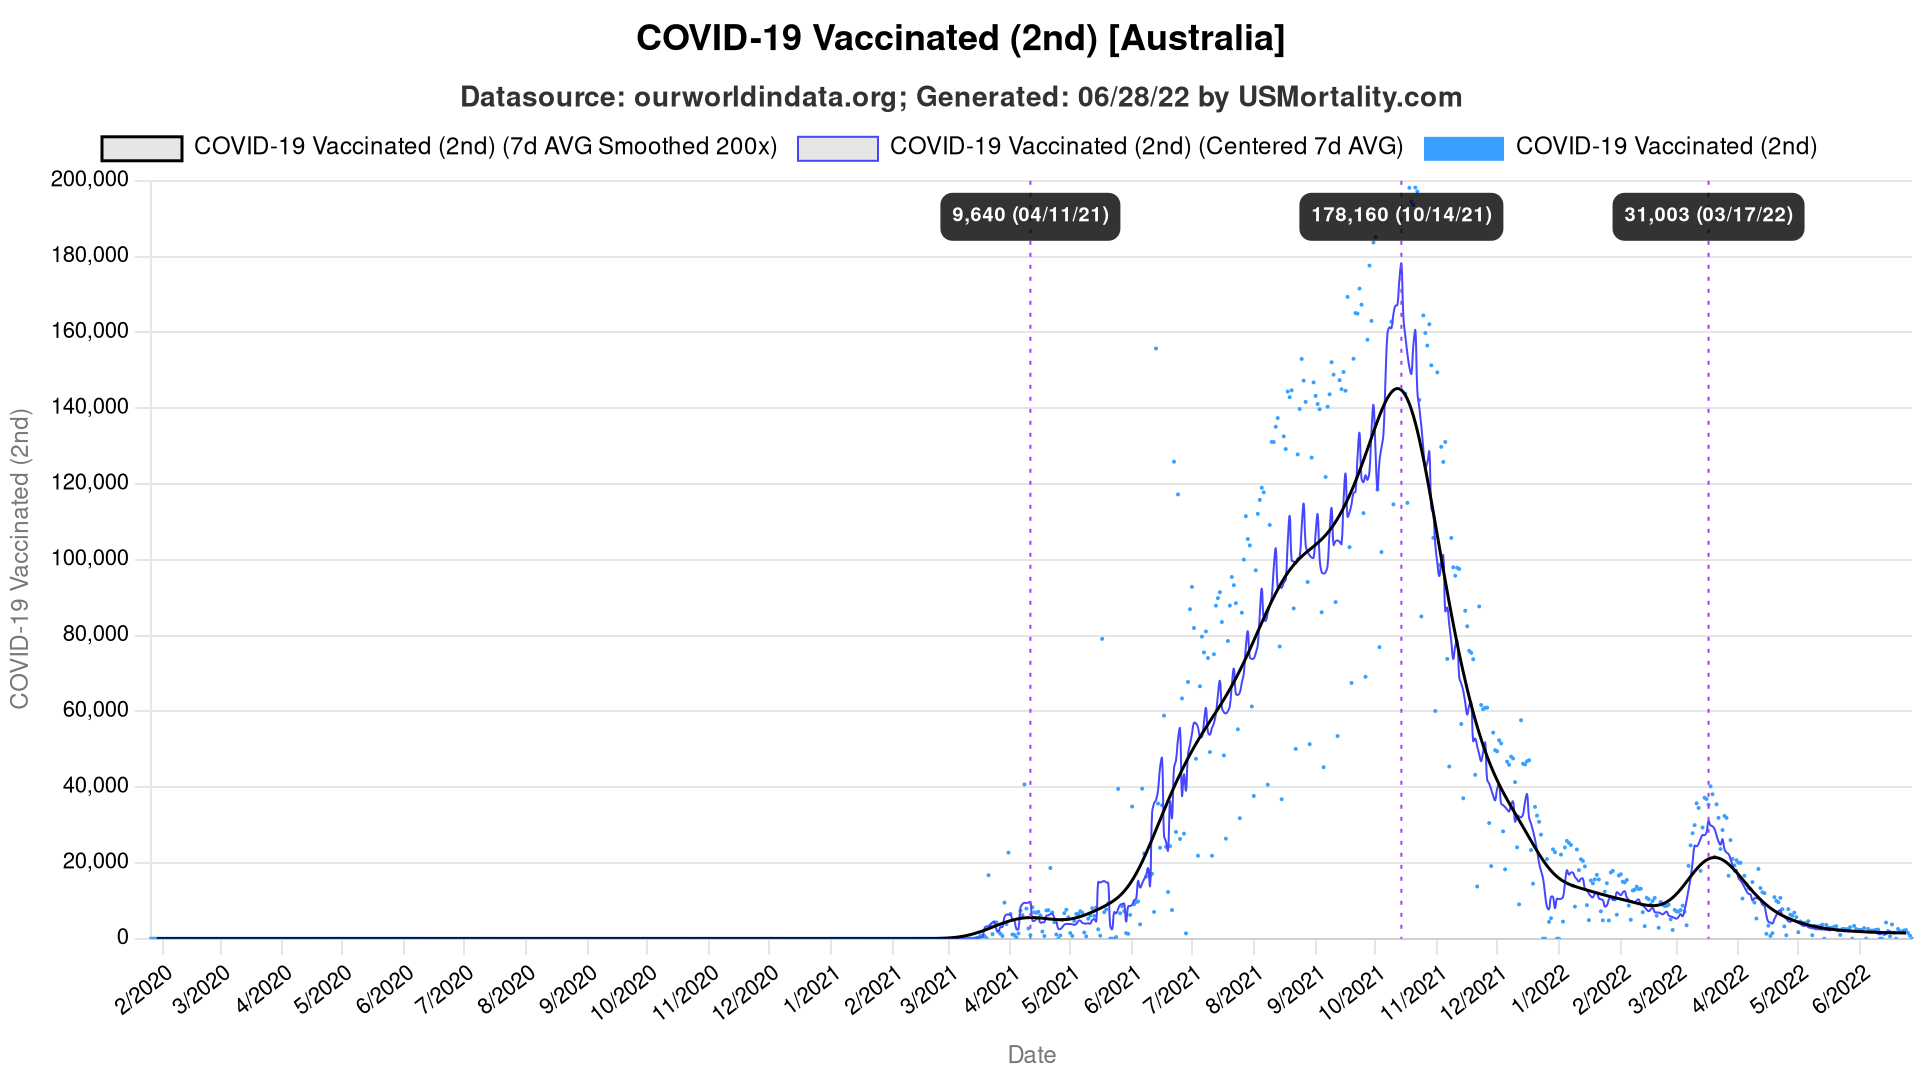 COVID-19 Vaccinated (2nd) [Australia]
Datasource: ourworldindata.org; Generated: 06/28/22 by USMortality.com
COVID-19 Vaccinated (2nd) (7d AVG Smoothed 200x) COVID-19 Vaccinated (2nd) (Centered 7d AVG) COVID-19 Vaccinated (2nd)
200,000
9,640 (04/11/21) 178,160 (10/14/21) 31,003 (03/17/22)
180,000
160,000
140,000
120,000
100,000
80,000
60,000
40,000
20,000
0
COVID-19 Vaccinated (2nd)
2/2020 3/2020 4/2020 5/2020 6/2020 7/2020 8/2020 9/2020 10/2020 11/2020 12/2020 1/2021 2/2021 3/2021 4/2021 5/2021 6/2021 7/2021 8/2021 9/2021 10/2021 11/2021 12/2021 1/2022 2/2022 3/2022 4/2022 5/2022 6/2022
Date